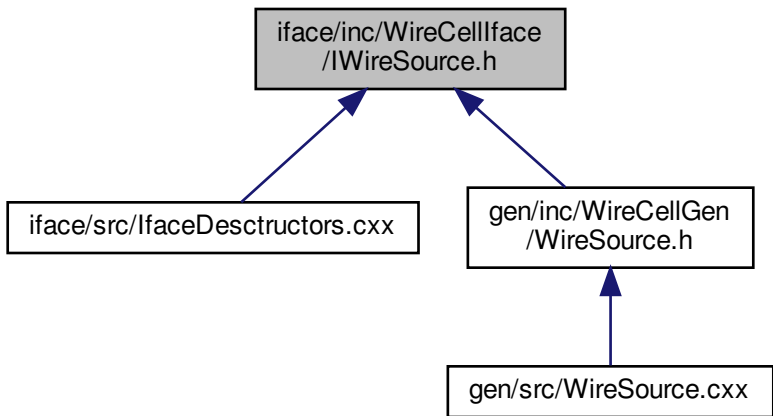 iface/inc/WireCellIface
/IWireSource.h
iface/src/IfaceDesctructors.cxx
gen/inc/WireCellGen
/WireSource.h
gen/src/WireSource.cxx